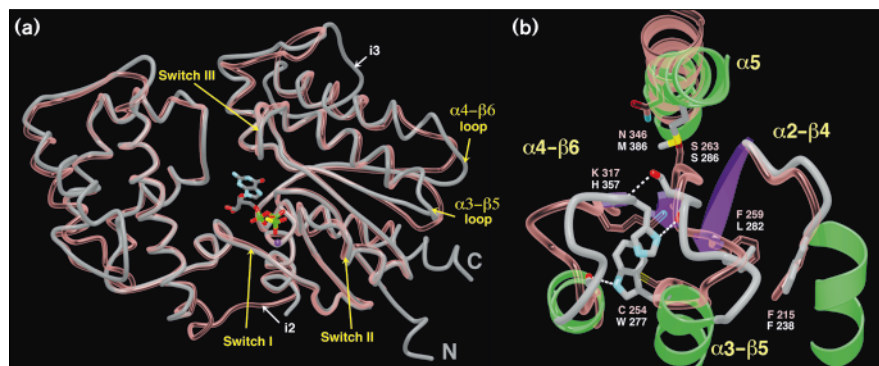 (a)
i3
Switch III
α4–β6
loop
α3–β5
loop
C
Switch I
i2
Switch II
N
(b)
α5
α4–β6
α2–β4
N 346
M 386
S 263
S 286
K 317
H 357
F 259
L 282
C 254
W 277
F 215
F 238
α3–β5